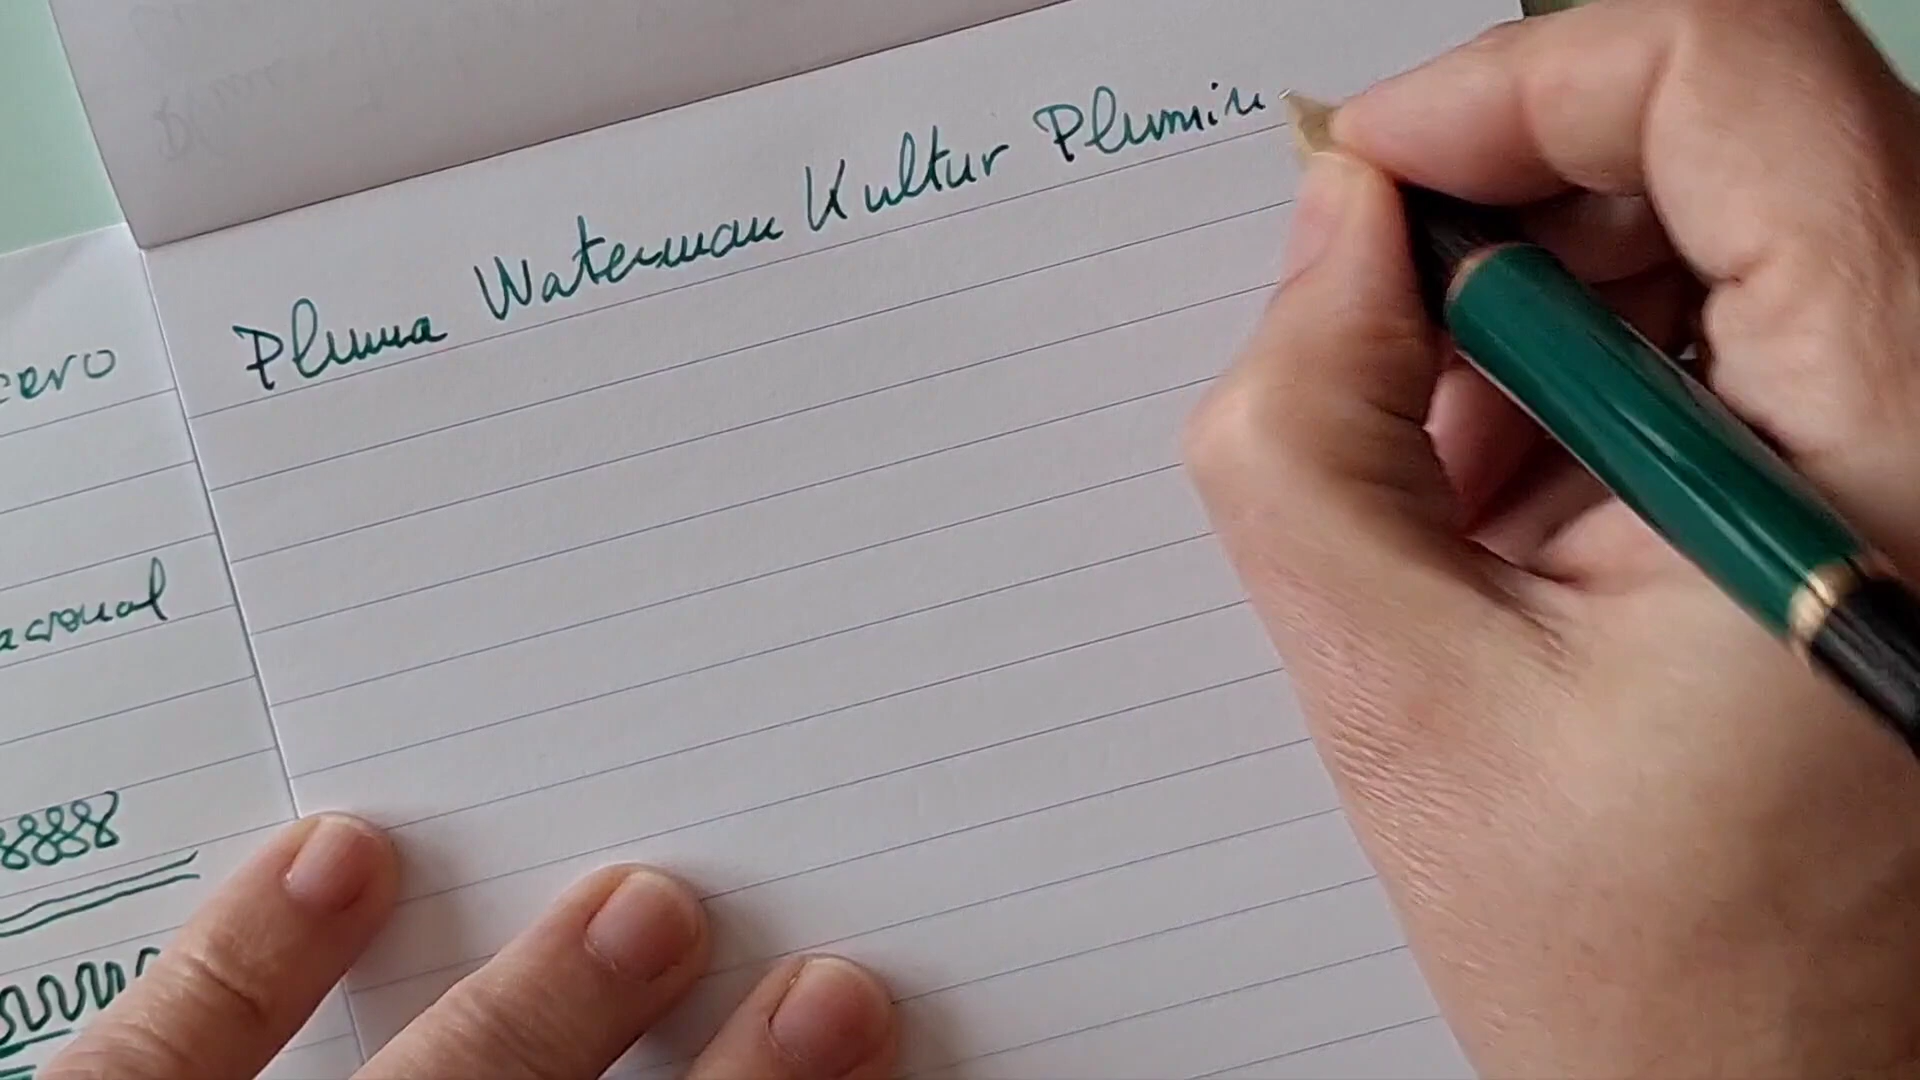 Pluma Waterman Kultur Plumin
cero
acional
8888